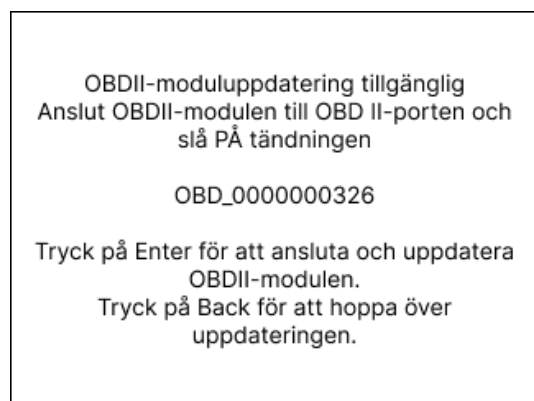 OBDII-moduluppdatering tillgänglig
Anslut OBDII-modulen till OBD II-porten och
slå PÅ tändningen
OBD_0000000326
Tryck på Enter för att ansluta och uppdatera
OBDII-modulen.
Tryck på Back för att hoppa över
uppdateringen.